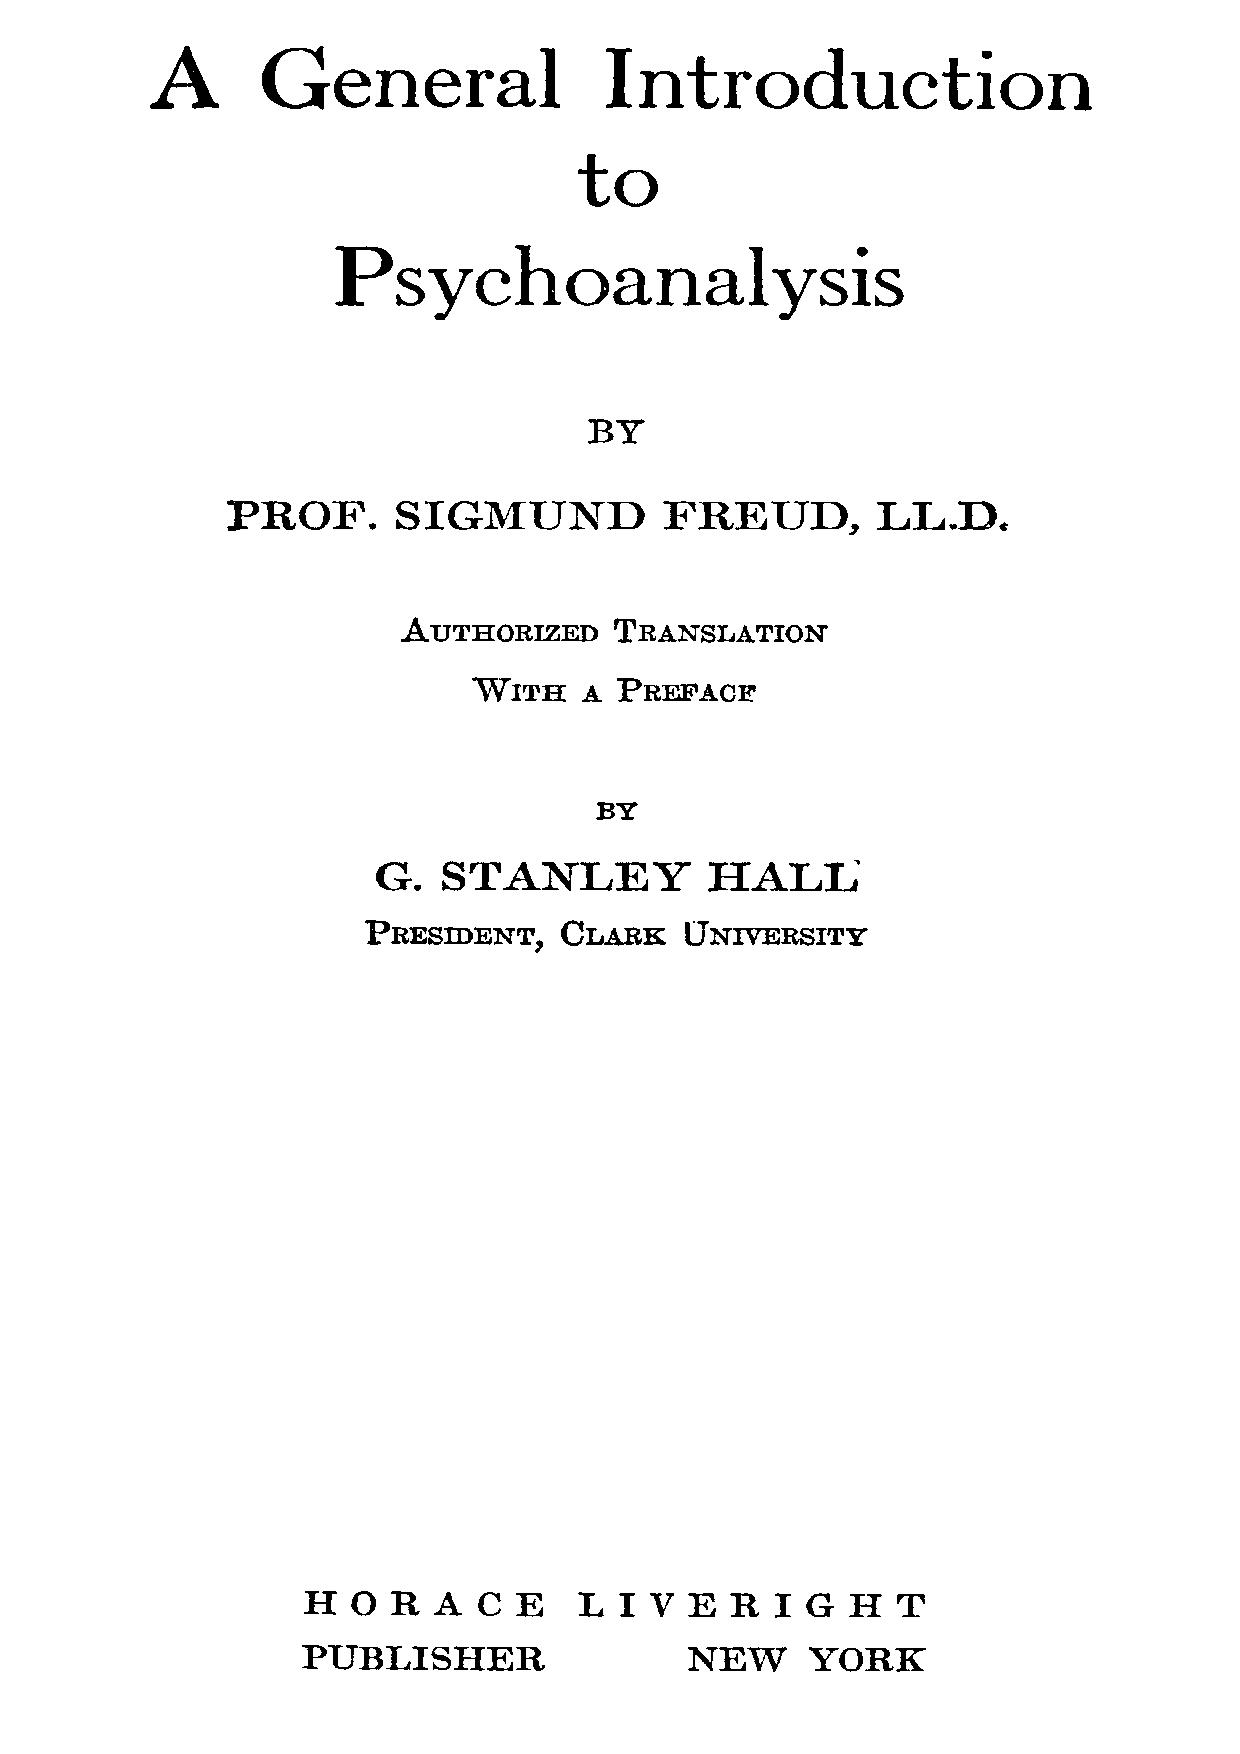 A General Introduction
to
Psychoanalysis
BY
PROF. SIGMUND FREUD, LL.D.
AUTHORIZED TRANSLATION
WITH A PREFACE
BY
G. STANLEY HALL
PRESIDENT, CLARK UNIVERSITY
HORACE LIVERIGHT
PUBLISHER NEW YORK